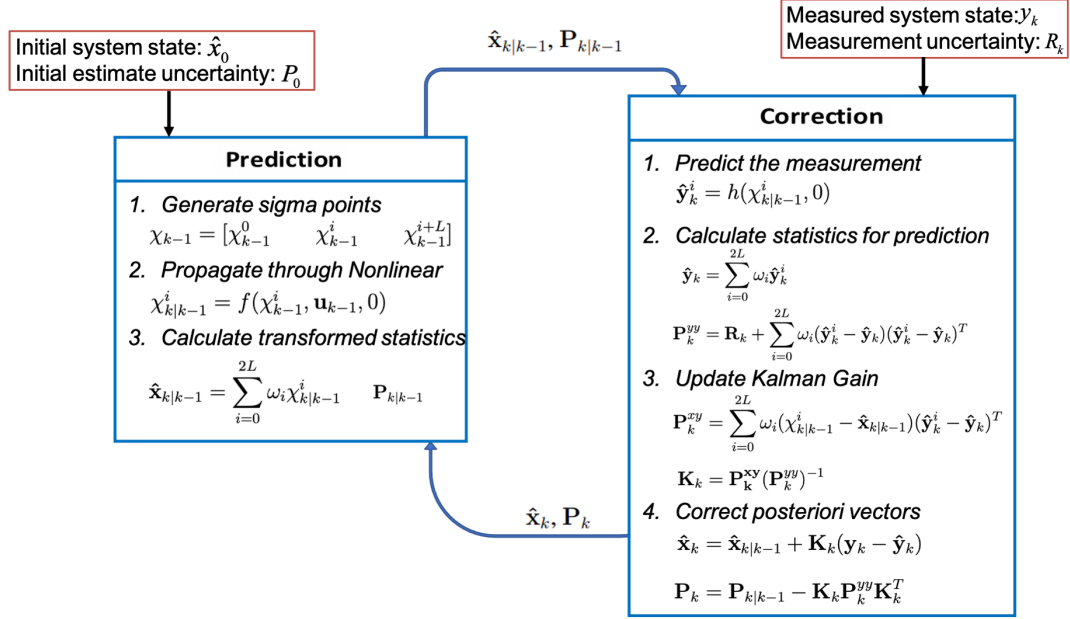 Initial system state: x̂₀
Initial estimate uncertainty: P₀
x̂ₖ|ₖ₋₁, Pₖ|ₖ₋₁
Measured system state:yₖ
Measurement uncertainty: Rₖ
Prediction
1. Generate sigma points
χₖ₋₁ = [χ⁰ₖ₋₁ χⁱₖ₋₁ χⁱ⁺ᴸₖ₋₁]
2. Propagate through Nonlinear
χⁱₖ|ₖ₋₁ = f(χⁱₖ₋₁, uₖ₋₁, 0)
3. Calculate transformed statistics
x̂ₖ|ₖ₋₁ = ∑_{i=0}^{2L} ωᵢχⁱₖ|ₖ₋₁ Pₖ|ₖ₋₁
Correction
1. Predict the measurement
ŷⁱₖ = h(χⁱₖ|ₖ₋₁, 0)
2. Calculate statistics for prediction
ŷₖ = ∑_{i=0}^{2L} ωᵢŷⁱₖ
Pʸʸₖ = Rₖ + ∑_{i=0}^{2L} ωᵢ(ŷⁱₖ − ŷₖ)(ŷⁱₖ − ŷₖ)ᵀ
3. Update Kalman Gain
Pˣʸₖ = ∑_{i=0}^{2L} ωᵢ(χⁱₖ|ₖ₋₁ − x̂ₖ|ₖ₋₁)(ŷⁱₖ − ŷₖ)ᵀ
Kₖ = Pˣʸₖ(Pʸʸₖ)⁻¹
4. Correct posteriori vectors
x̂ₖ = x̂ₖ|ₖ₋₁ + Kₖ(yₖ − ŷₖ)
Pₖ = Pₖ|ₖ₋₁ − KₖPʸʸₖKᵀₖ
x̂ₖ, Pₖ